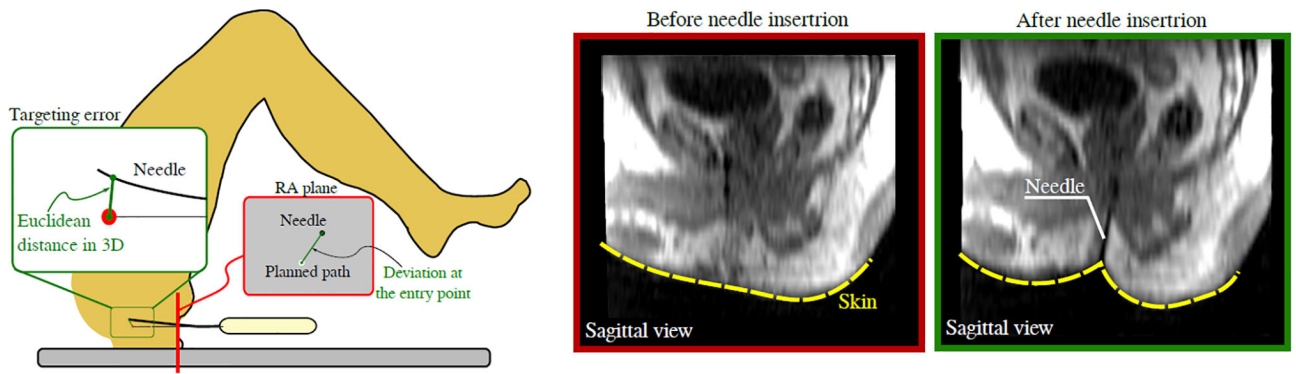 Targeting error
Needle
Euclidean
distance in 3D
RA plane
Needle
Planned path
Deviation at
the entry point
Before needle insertrion
Skin
Sagittal view
After needle insertrion
Needle
Sagittal view